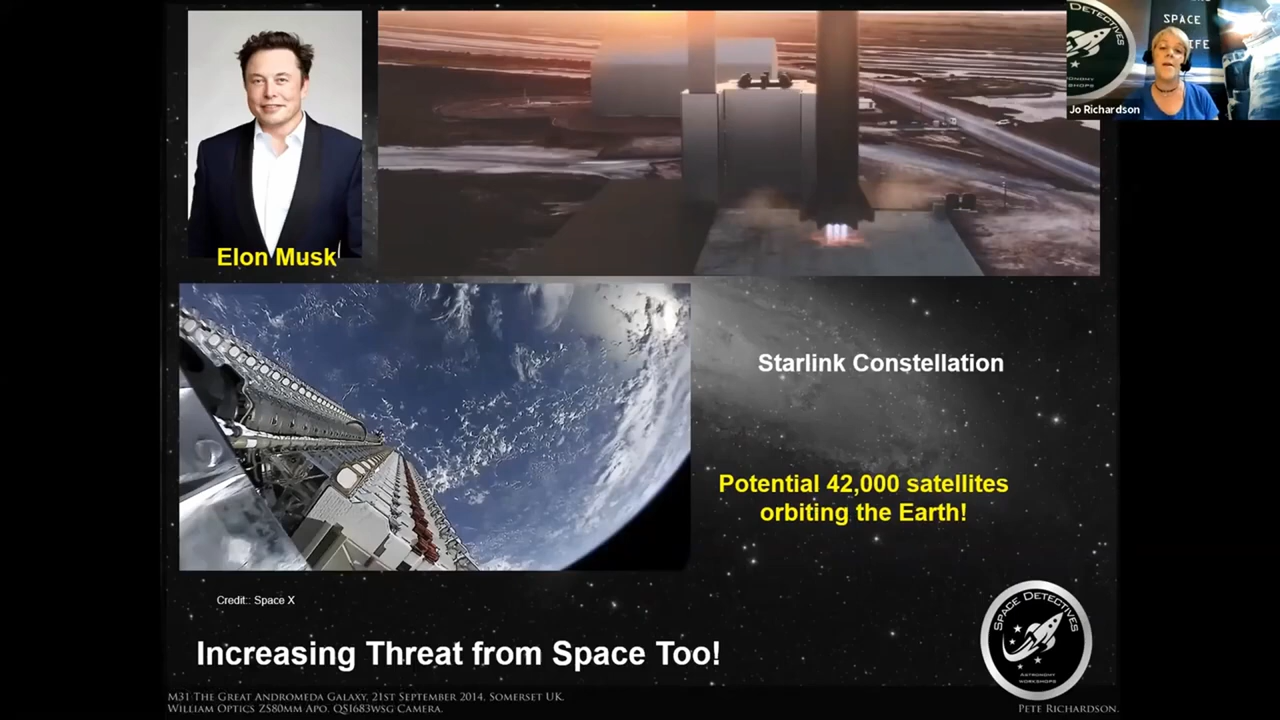 DETECTIVES
ASTRONOMY
SPACE
Jo Richardson
Elon Musk
Starlink Constellation
Potential 42,000 satellites
orbiting the Earth!
Credit:: Space X
SPACE DETECTIVES
ASTRONOMY
WORKSHOPS
Increasing Threat from Space Too!
M31 The Great Andromeda Galaxy, 21st September 2014. Somerset UK.
William Optics ZS80mm Apo. QSI683wsg Camera.
Pete Richardson.